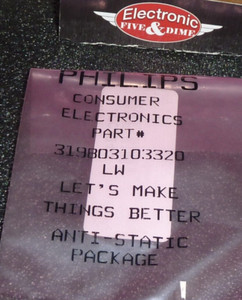 Electronic
FIVE & DIME
PHILIPS
CONSUMER
ELECTRONICS
PART#
319803103320
LW
LET'S MAKE
THINGS BETTER
ANTI-STATIC
PACKAGE